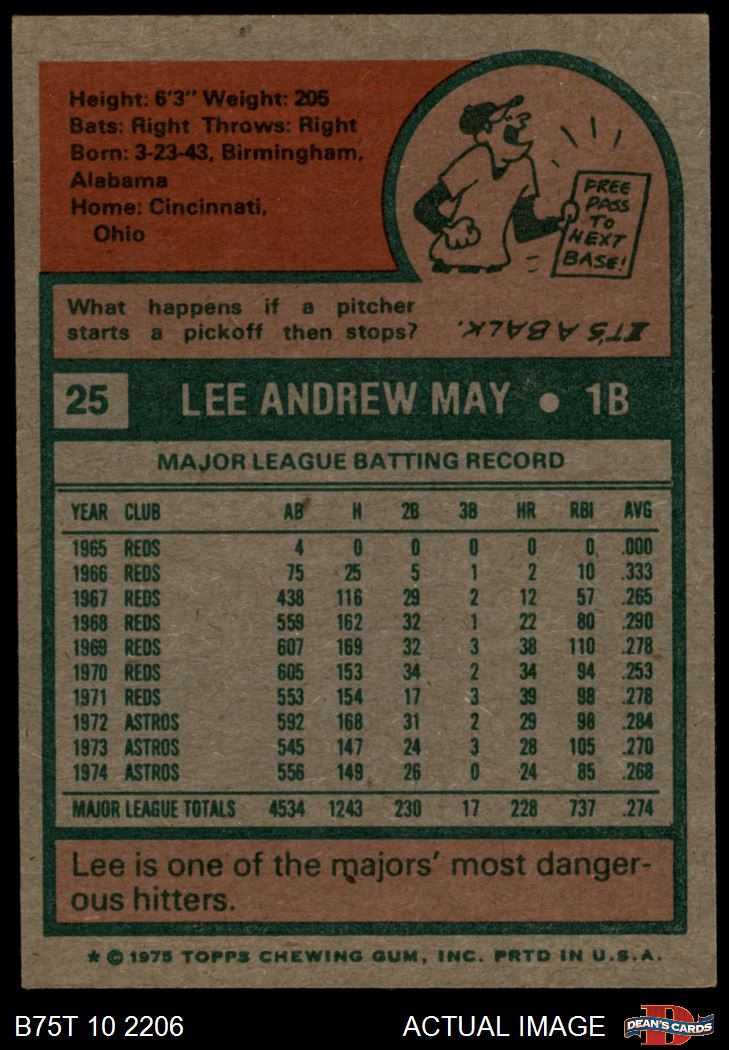 Height: 6'3" Weight: 205
Bats: Right Throws: Right
Born: 3-23-43, Birmingham,
Alabama
Home: Cincinnati,
Ohio
FREE
PASS
TO
NEXT
BASE!
What happens if a pitcher
starts a pickoff then stops?
IT'S A BALK.
25 LEE ANDREW MAY • 1B
MAJOR LEAGUE BATTING RECORD
YEAR CLUB AB H 2B 3B HR RBI AVG
1965 REDS 4 0 0 0 0 0 .000
1966 REDS 75 25 5 1 2 10 .333
1967 REDS 438 116 29 2 12 57 .265
1968 REDS 559 162 32 1 22 80 .290
1969 REDS 607 169 32 3 38 110 .278
1970 REDS 605 153 34 2 34 94 .253
1971 REDS 553 154 17 3 39 98 .278
1972 ASTROS 592 168 31 2 29 98 .284
1973 ASTROS 545 147 24 3 28 105 .270
1974 ASTROS 556 149 26 0 24 85 .268
MAJOR LEAGUE TOTALS 4534 1243 230 17 228 737 .274
Lee is one of the majors' most danger-
ous hitters.
* © 1975 TOPPS CHEWING GUM, INC. PRTD IN U.S.A.
B75T 10 2206 ACTUAL IMAGE
D
DEAN'S CARDS